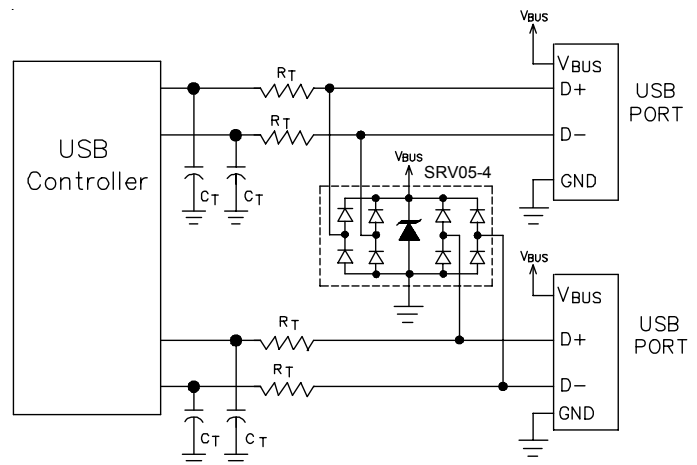 VBUS
RT
VBUS
D+
USB
PORT
RT
D−
USB
Controller
VBUS
SRV05-4
CT
CT
GND
VBUS
VBUS
RT
D+
USB
PORT
RT
D−
GND
CT
CT